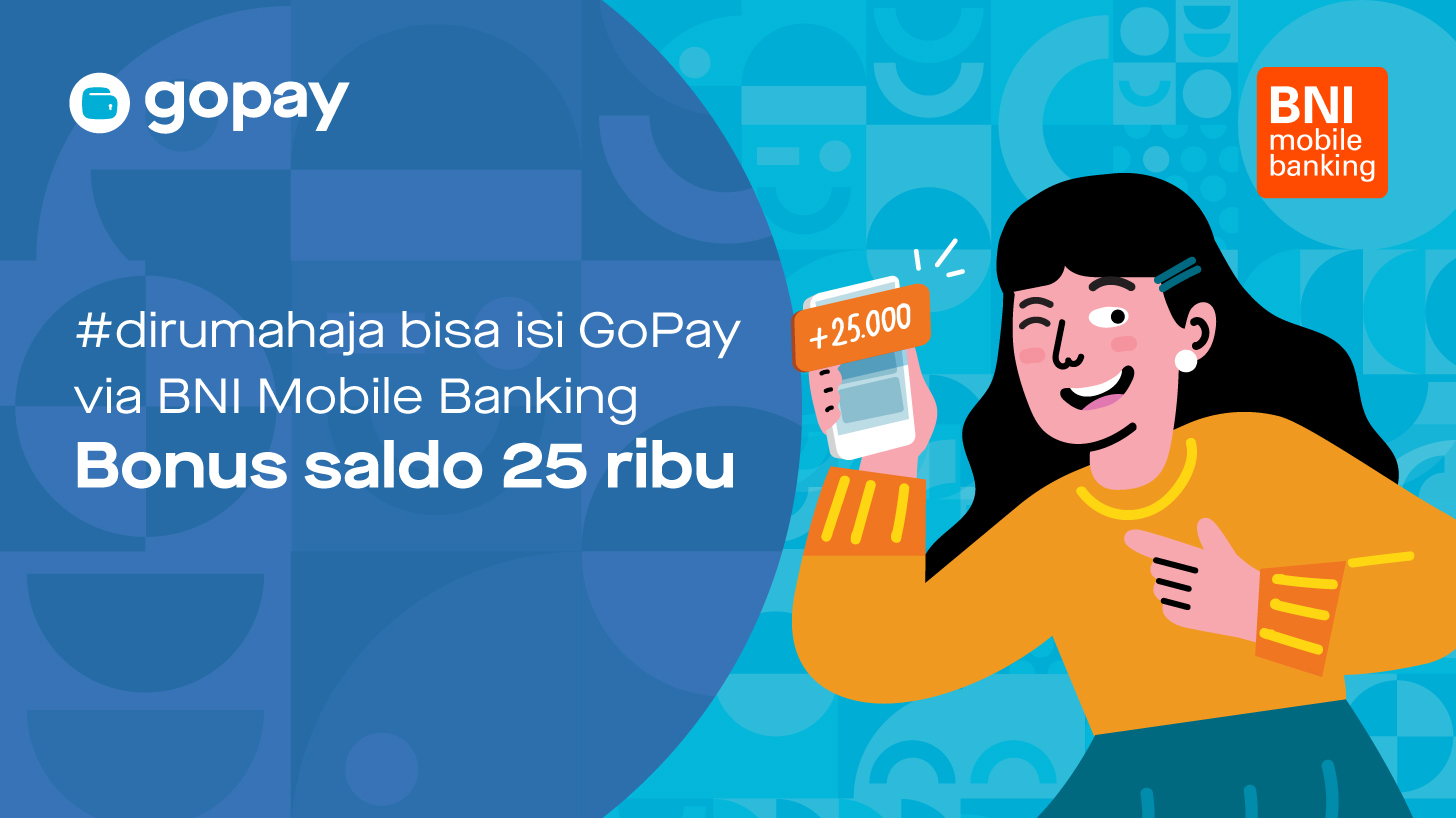 gopay
BNI
mobile
banking
#dirumahaja bisa isi GoPay
via BNI Mobile Banking
Bonus saldo 25 ribu
+25.000